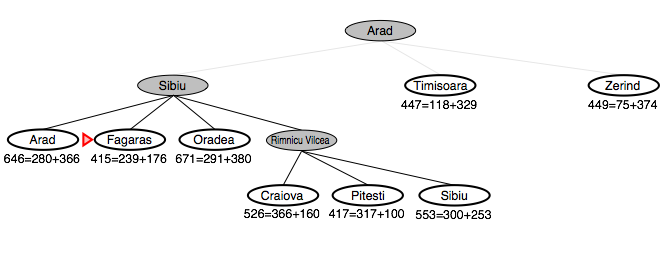 Arad
Sibiu
Timisoara
Zerind
447=118+329
449=75+374
Arad
Fagaras
Oradea
Rimnicu Vilcea
646=280+366
415=239+176
671=291+380
Craiova
Pitesti
Sibiu
526=366+160
417=317+100
553=300+253